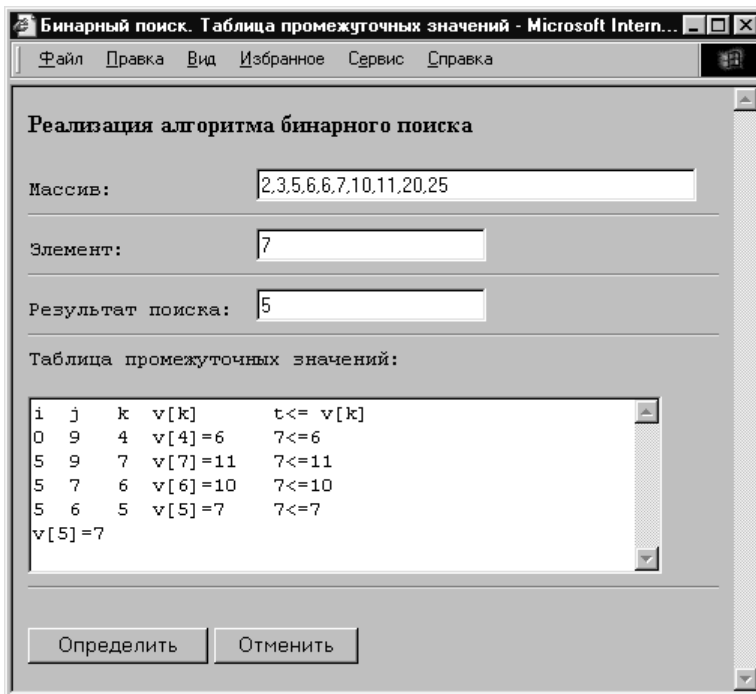 Бинарный поиск. Таблица промежуточных значений - Microsoft Intern...
Файл Правка Вид Избранное Сервис Справка
Реализация алгоритма бинарного поиска
Массив: 2,3,5,6,6,7,10,11,20,25
Элемент: 7
Результат поиска: 5
Таблица промежуточных значений:
i j k v[k] t<= v[k]
0 9 4 v[4]=6 7<=6
5 9 7 v[7]=11 7<=11
5 7 6 v[6]=10 7<=10
5 6 5 v[5]=7 7<=7
v[5]=7
Определить Отменить